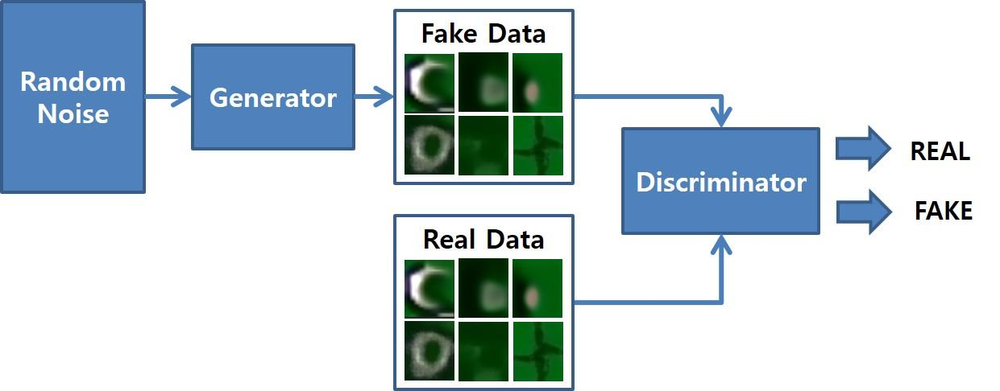 Random
Noise
Generator
Fake Data
Real Data
Discriminator
REAL
FAKE